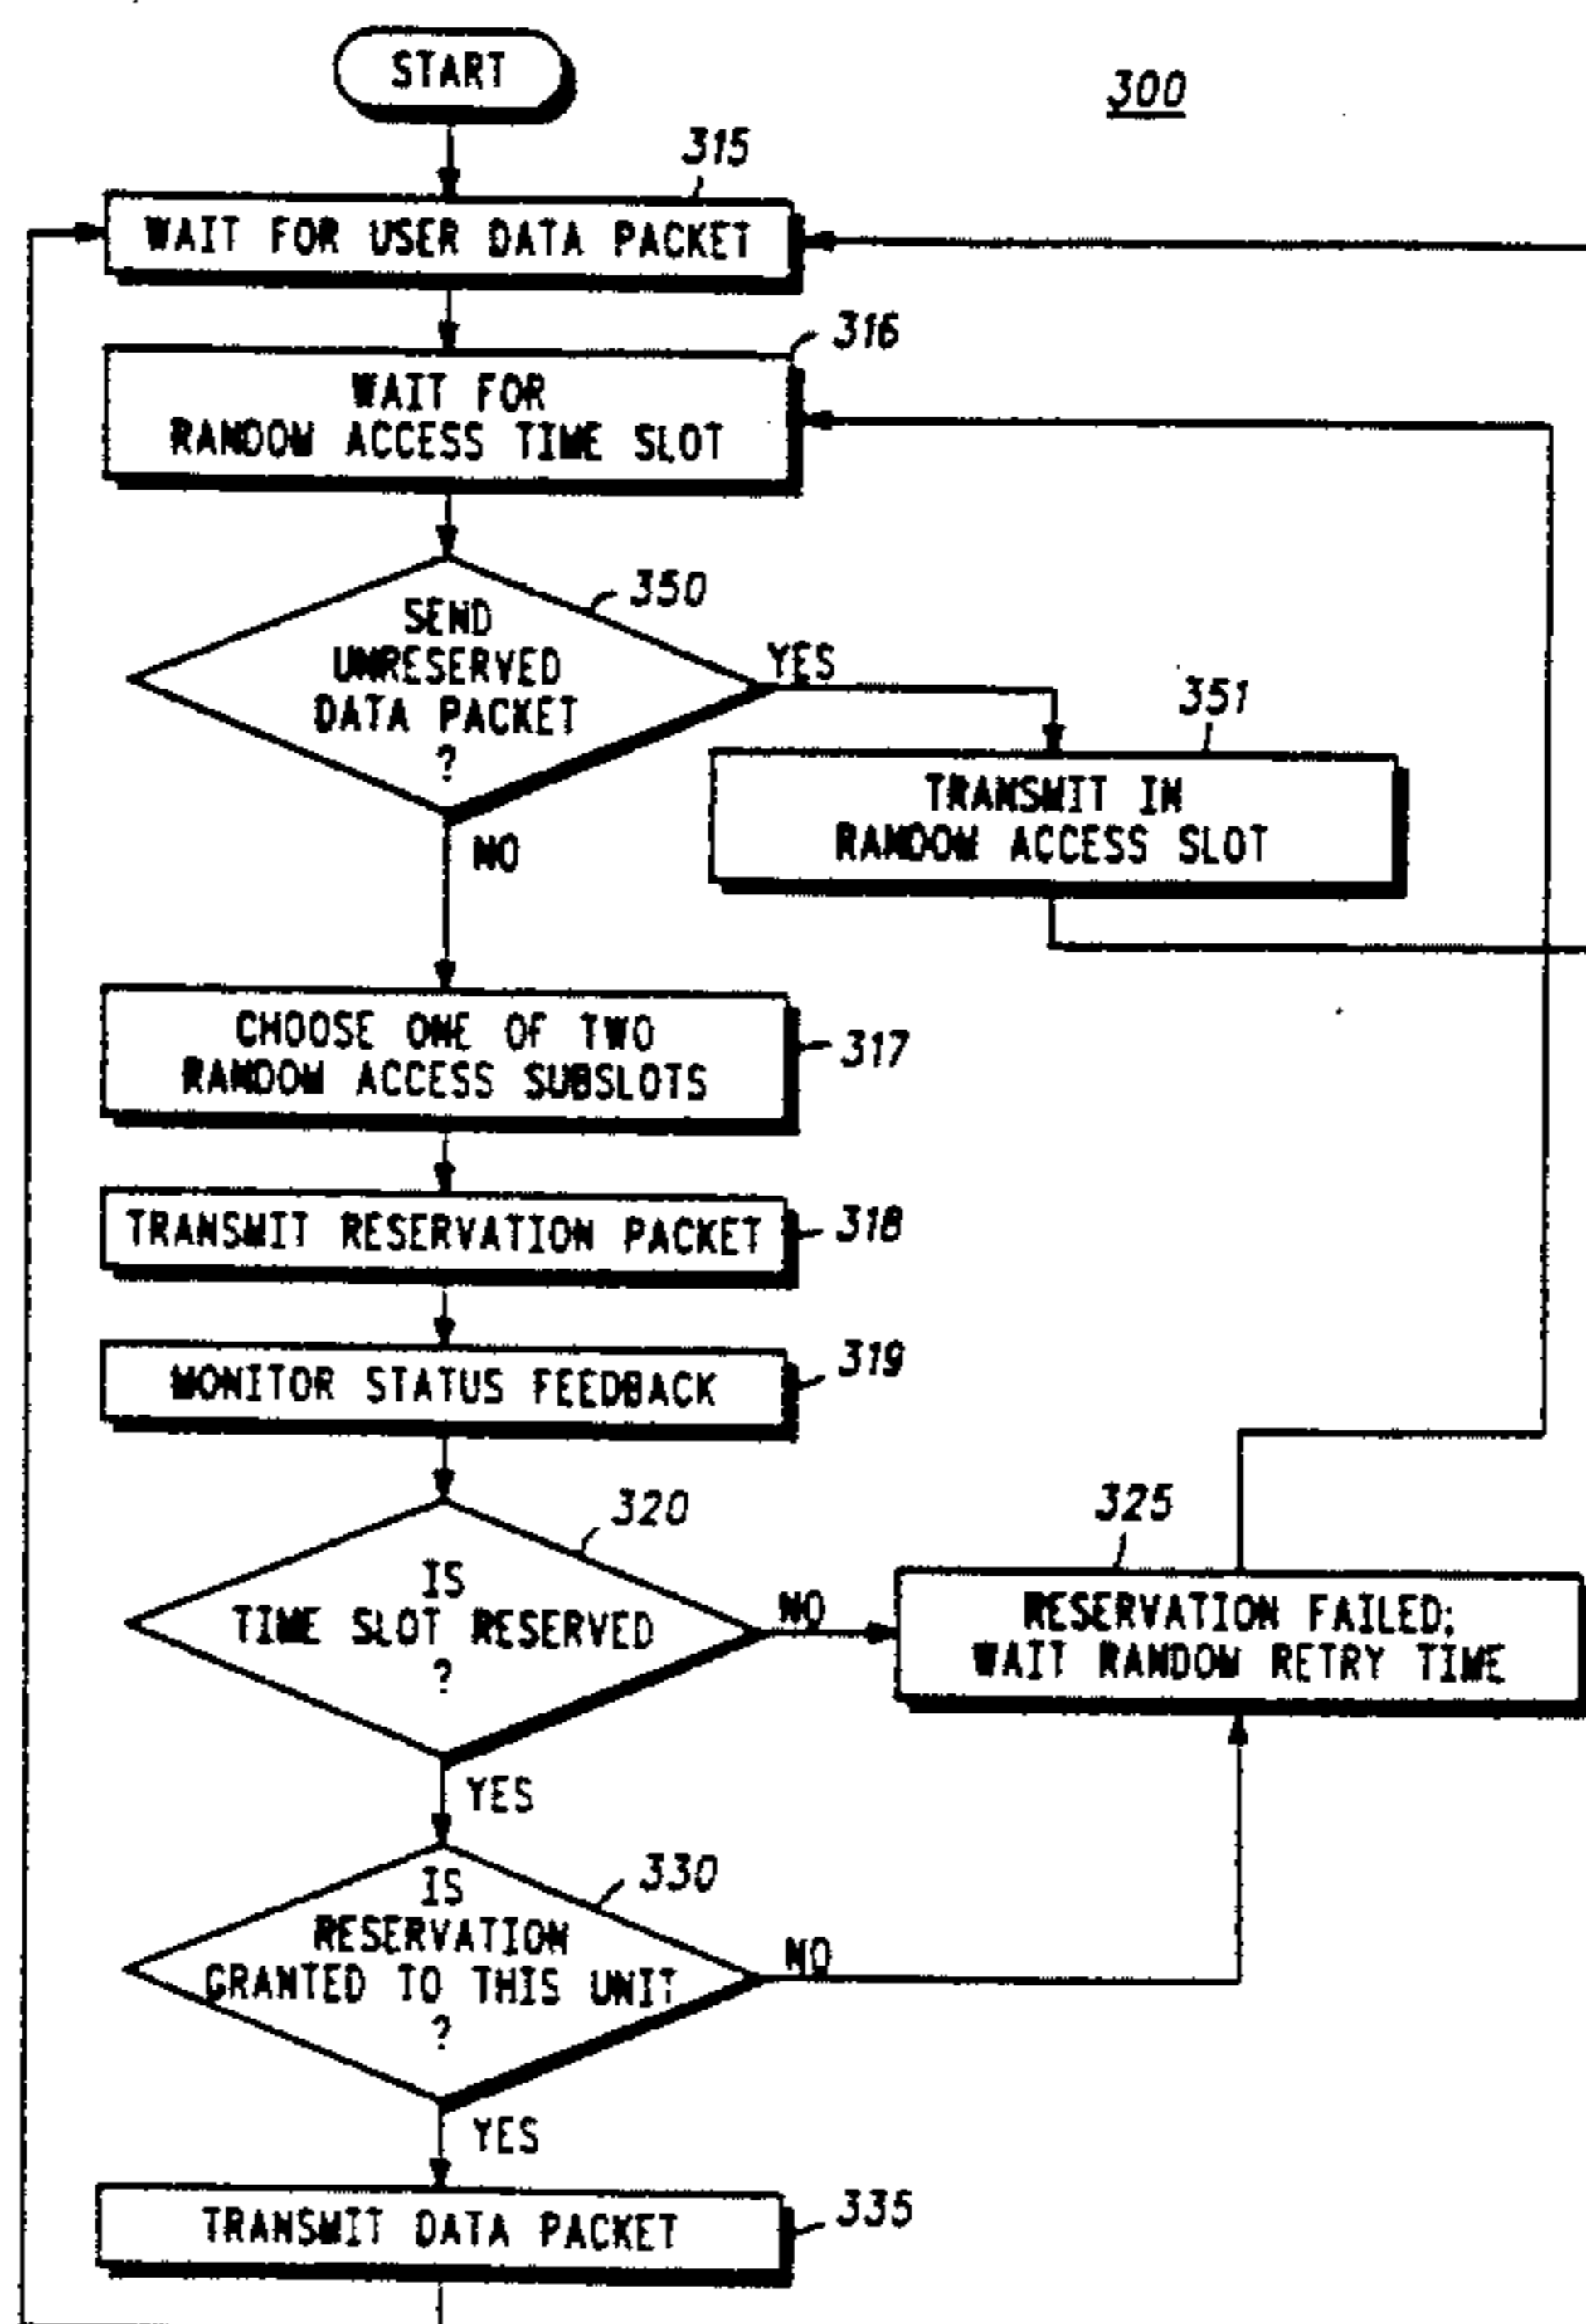 START
300
315
WAIT FOR USER DATA PACKET
316
WAIT FOR
RANDOM ACCESS TIME SLOT
350
SEND
UNRESERVED
DATA PACKET
?
YES
351
TRANSMIT IN
RANDOM ACCESS SLOT
NO
CHOOSE ONE OF TWO
RANDOM ACCESS SUBSLOTS
317
TRANSMIT RESERVATION PACKET
318
MONITOR STATUS FEEDBACK
319
320
IS
TIME SLOT RESERVED
?
NO
325
RESERVATION FAILED;
WAIT RANDOM RETRY TIME
YES
330
IS
RESERVATION
GRANTED TO THIS UNIT
?
NO
YES
TRANSMIT DATA PACKET
335